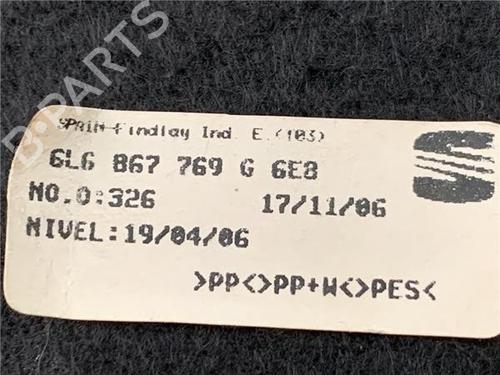 B-PARTS
SPAIN-Findlay Ind. E.(103)
6L6 867 769 G 6E8
NO.O:326 17/11/06
NIVEL:19/04/06
>PP<>PP+W<>PES<